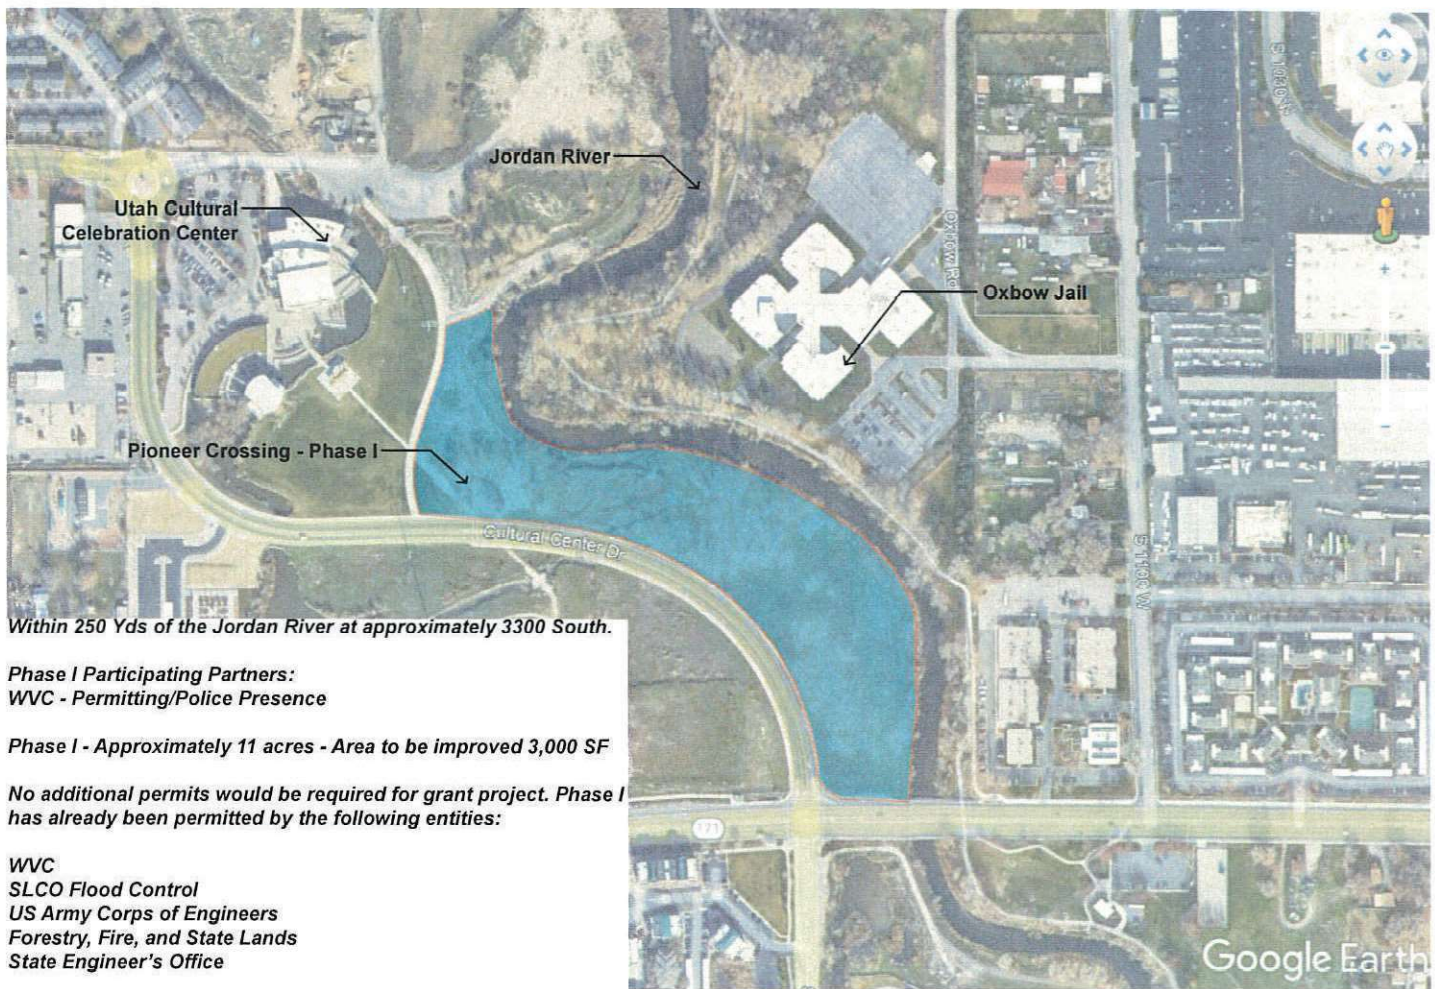 Jordan River
Utah Cultural
Celebration Center
S 1030 W
Oxbow Rd
Oxbow Jail
Pioneer Crossing - Phase I
Cultural Center Dr
S 1100 W
Within 250 Yds of the Jordan River at approximately 3300 South.
Phase I Participating Partners:
WVC - Permitting/Police Presence
Phase I - Approximately 11 acres - Area to be improved 3,000 SF
No additional permits would be required for grant project. Phase I
has already been permitted by the following entities:
171
WVC
SLCO Flood Control
US Army Corps of Engineers
Forestry, Fire, and State Lands
State Engineer's Office
Google Earth